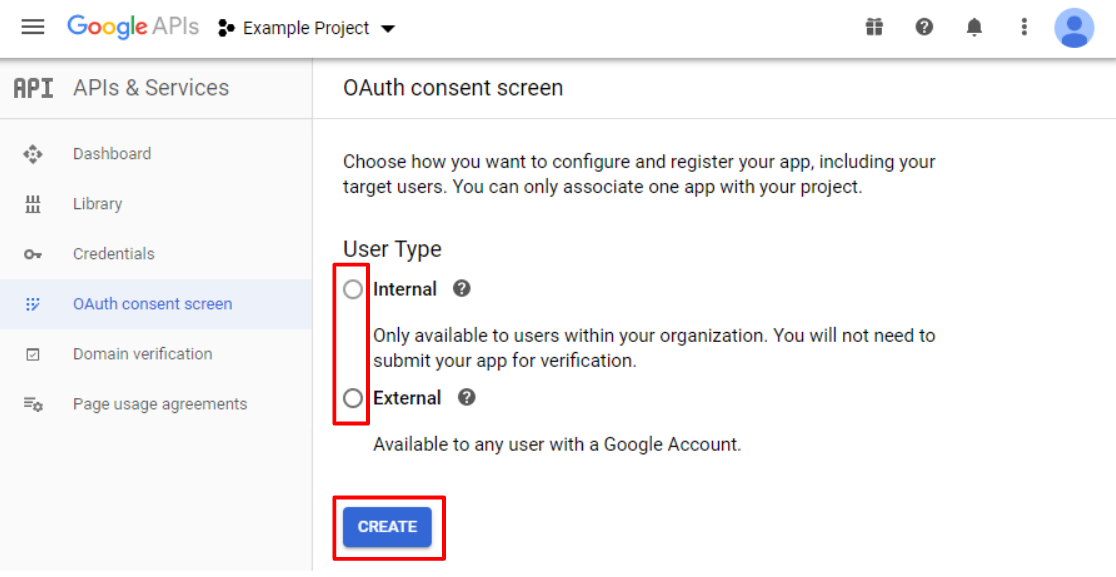 Google APIs
Example Project
API APIs & Services
OAuth consent screen
Dashboard
Library
Credentials
OAuth consent screen
Domain verification
Page usage agreements
Choose how you want to configure and register your app, including your
target users. You can only associate one app with your project.
User Type
Internal
Only available to users within your organization. You will not need to
submit your app for verification.
External
Available to any user with a Google Account.
CREATE